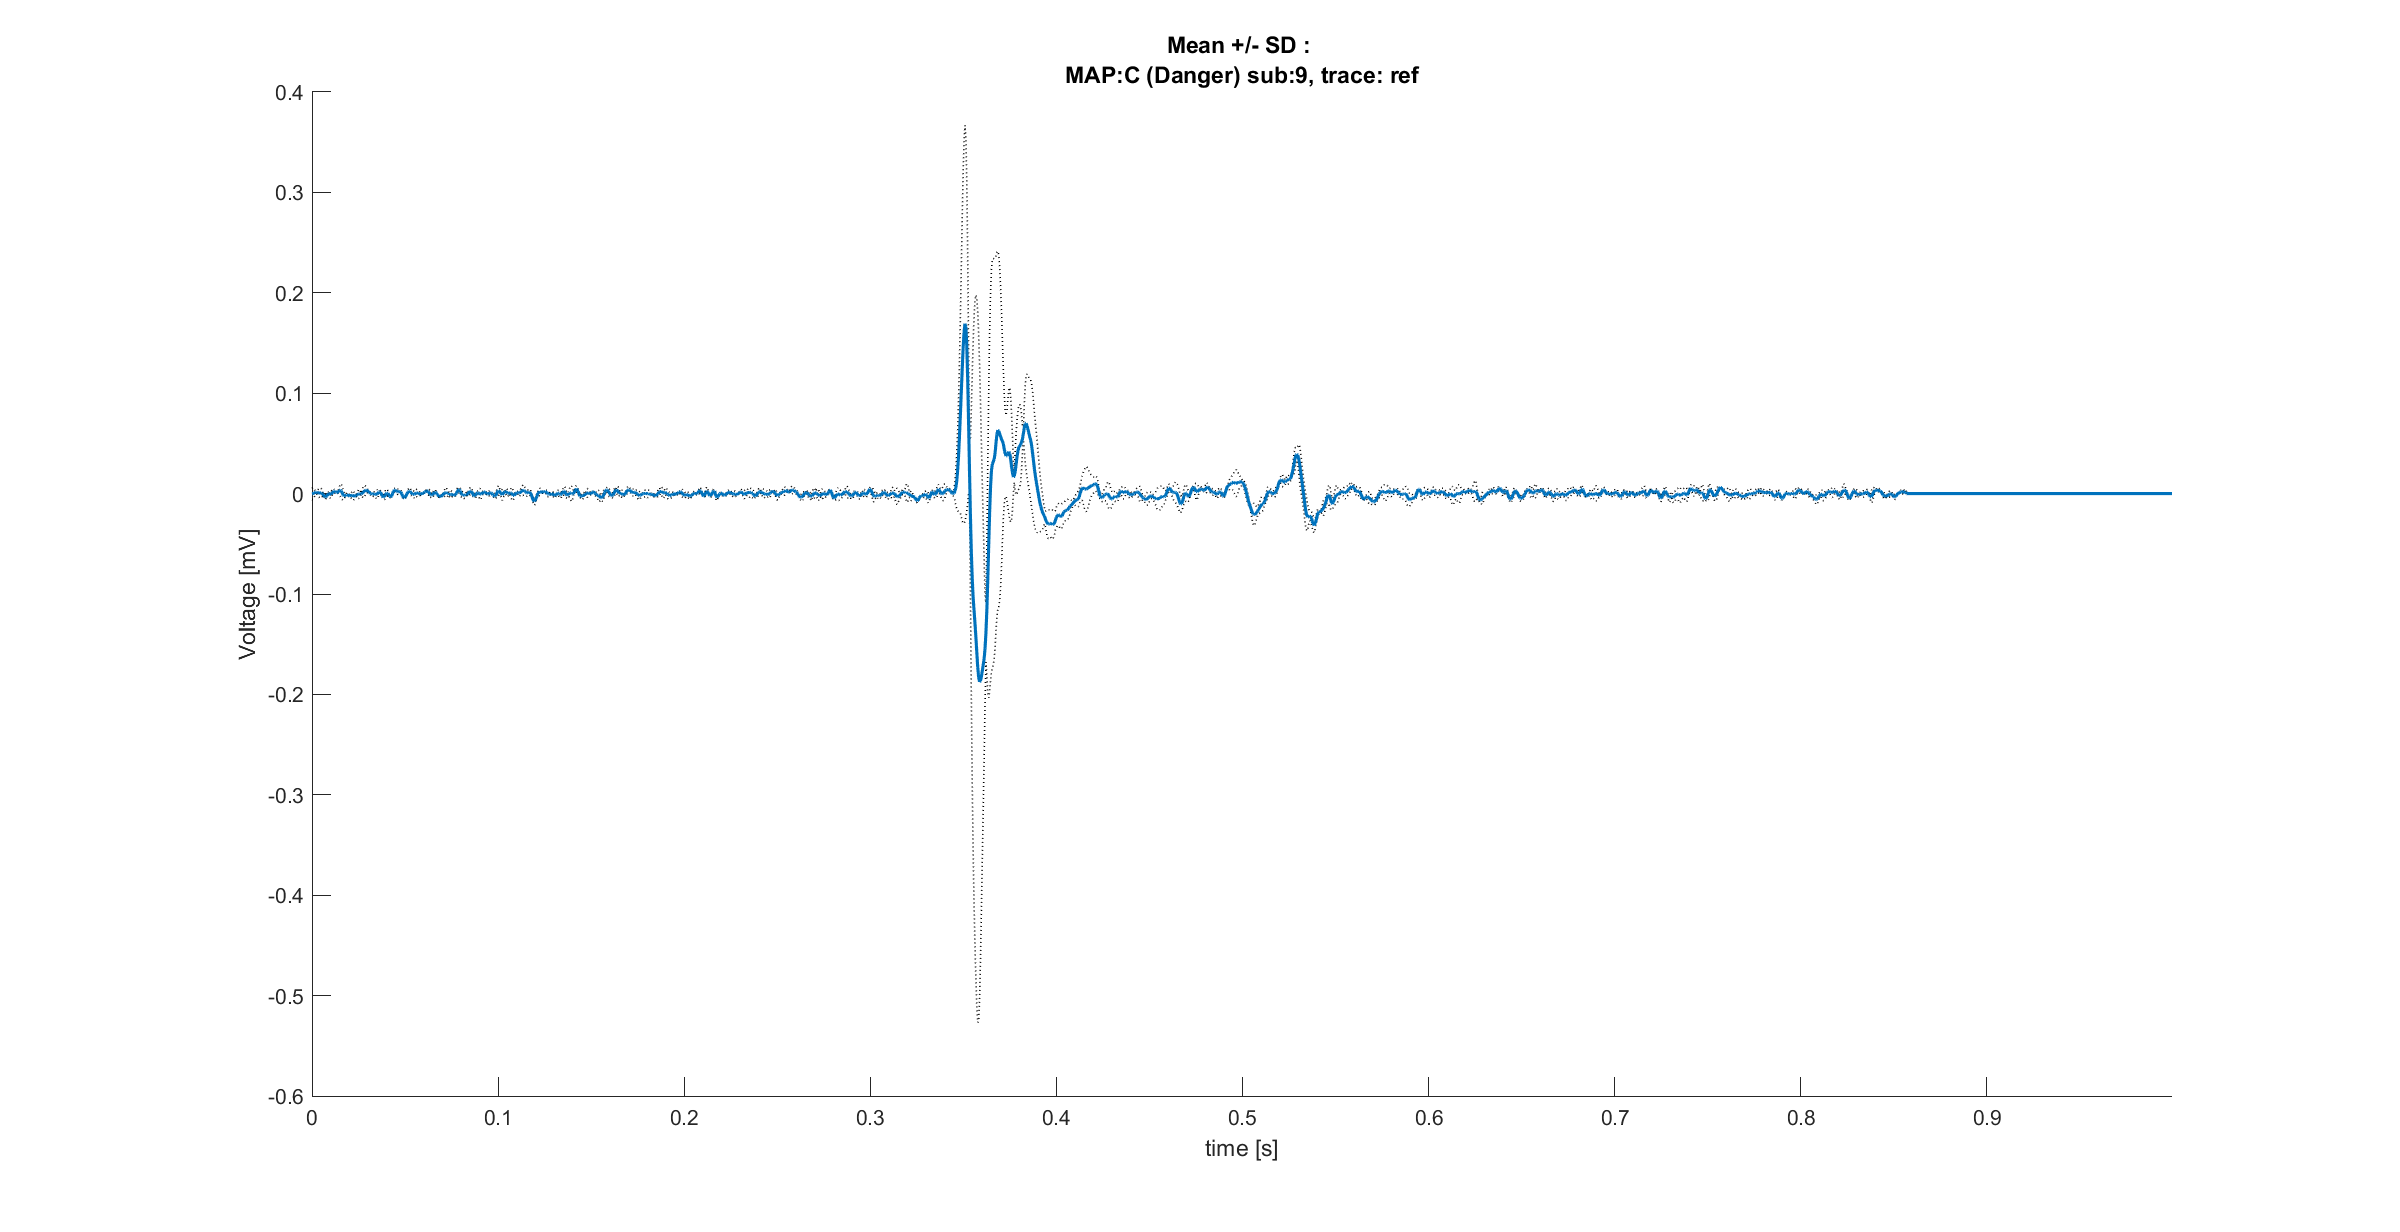 Mean +/- SD :
MAP:C (Danger) sub:9, trace: ref
0.4
0.3
0.2
0.1
0
-0.1
-0.2
-0.3
-0.4
-0.5
-0.6
Voltage [mV]
0 0.1 0.2 0.3 0.4 0.5 0.6 0.7 0.8 0.9
time [s]